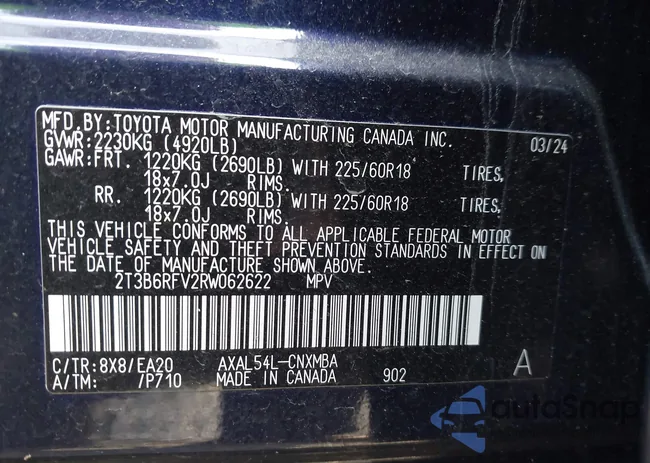 MFD.BY:TOYOTA MOTOR MANUFACTURING CANADA INC. 03/24
GVWR:2230KG (4920LB)
GAWR:FRT. 1220KG (2690LB) WITH 225/60R18 TIRES,
18x7.0J RIMS.
RR. 1220KG (2690LB) WITH 225/60R18 TIRES,
18x7.0J RIMS.
THIS VEHICLE CONFORMS TO ALL APPLICABLE FEDERAL MOTOR
VEHICLE SAFETY AND THEFT PREVENTION STANDARDS IN EFFECT ON
THE DATE OF MANUFACTURE SHOWN ABOVE.
2T3B6RFV2RW062622 MPV
C/TR:8X8/EA20 AXAL54L-CNXMBA A
A/TM: /P710 MADE IN CANADA 902
autoSnap